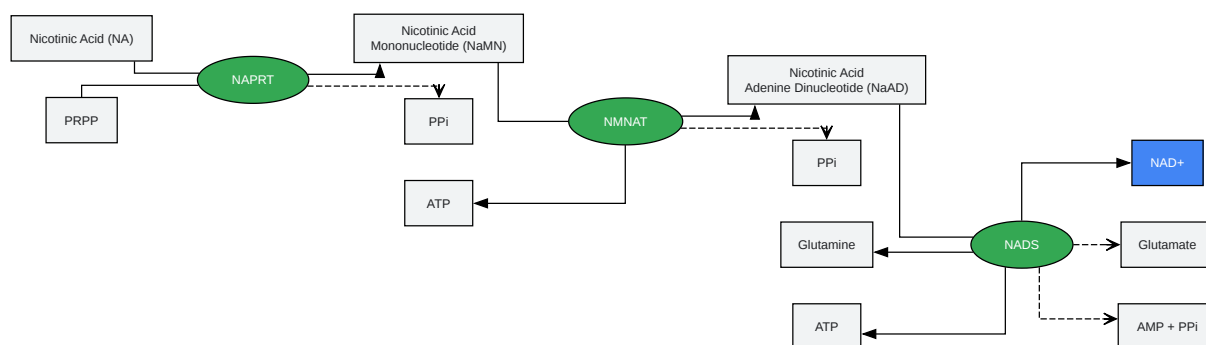 Nicotinic Acid (NA)
PRPP
NAPRT
Nicotinic Acid
Mononucleotide (NaMN)
PPi
ATP
NMNAT
Nicotinic Acid
Adenine Dinucleotide (NaAD)
PPi
Glutamine
ATP
NADS
NAD+
Glutamate
AMP + PPi